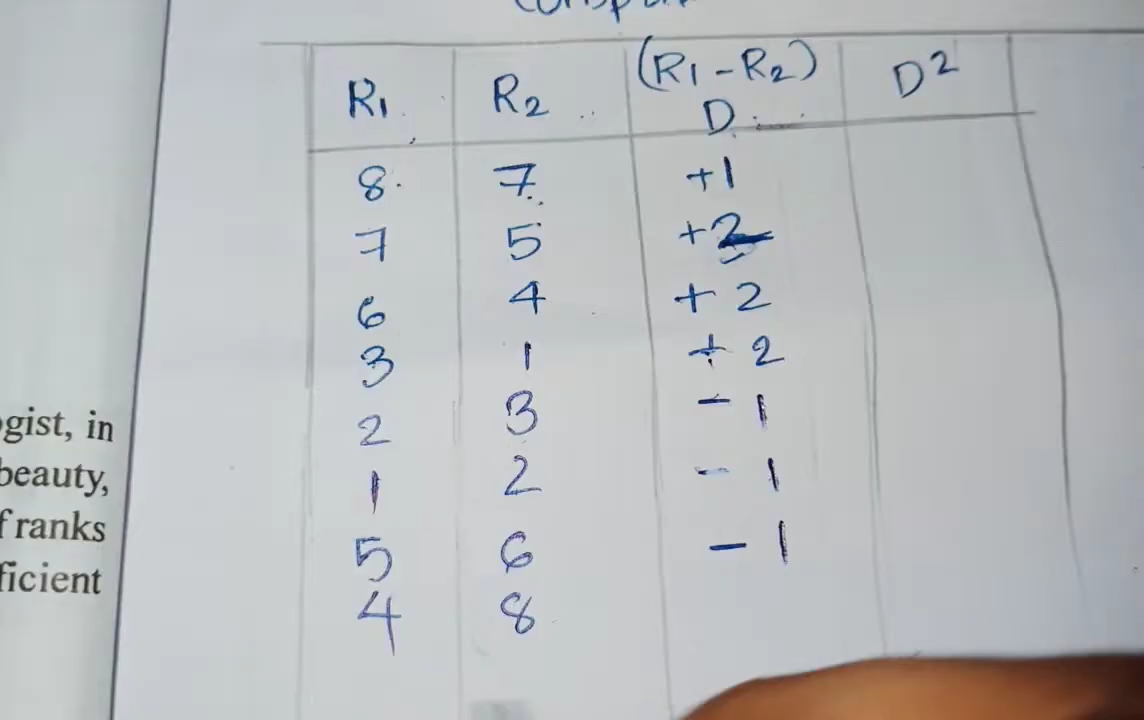 R1 R2 (R1 - R2) D D2
8 7 +1
7 5 +2
6 4 + 2
3 1 + 2
2 3 - 1
1 2 - 1
5 6 - 1
4 8
gist, in
beauty,
f ranks
ficient